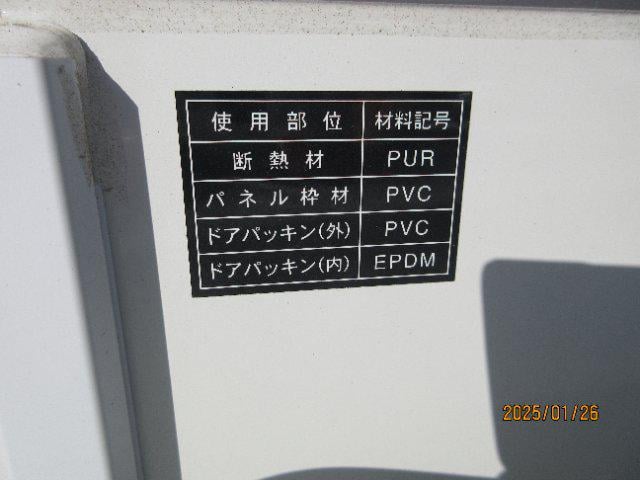 使用部位 材料記号
断熱材 PUR
パネル枠材 PVC
ドアパッキン(外) PVC
ドアパッキン(内) EPDM
2025/01/26